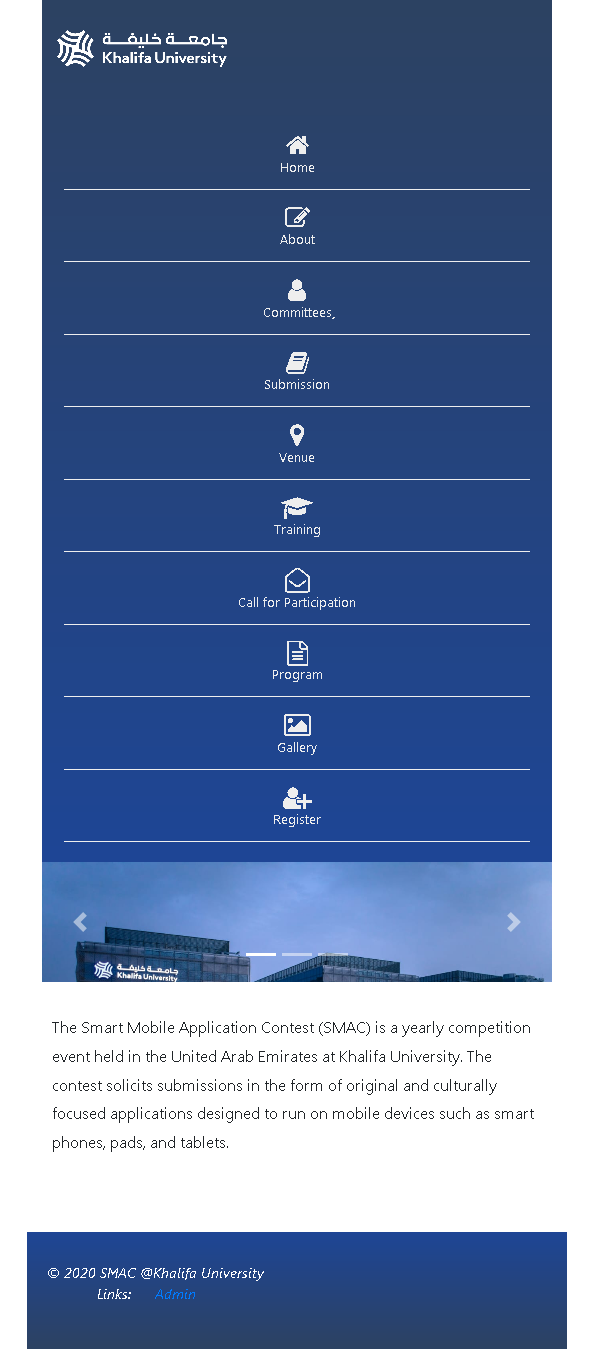 جامعة خليفة
Khalifa University
Home
About
Committees,
Submission
Venue
Training
Call for Participation
Program
Gallery
Register
جامعة خليفة
Khalifa University
The Smart Mobile Application Contest (SMAC) is a yearly competition
event held in the United Arab Emirates at Khalifa University. The
contest solicits submissions in the form of original and culturally
focused applications designed to run on mobile devices such as smart
phones, pads, and tablets.
© 2020 SMAC @Khalifa University
Links: Admin